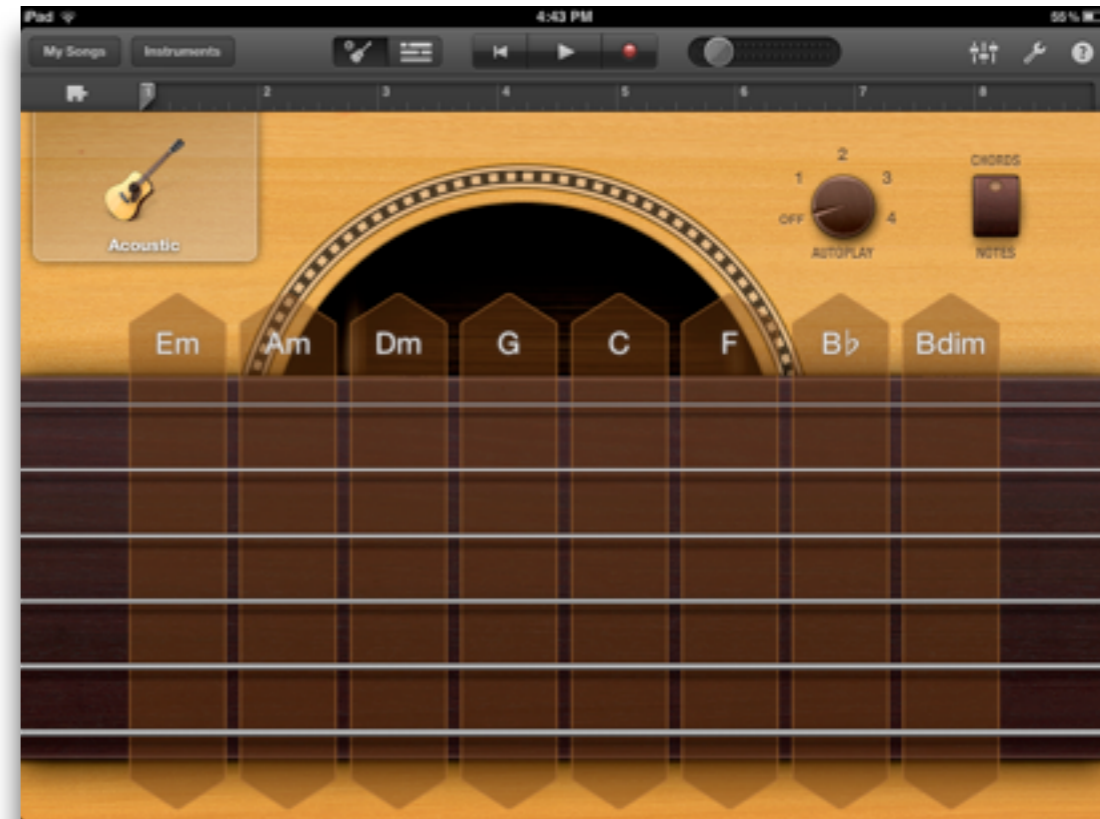 iPad 4:43 PM 55 %
My Songs Instruments
1 2 3 4 5 6 7 8
Acoustic
2
1 3
OFF 4
AUTOPLAY
CHORDS
NOTES
Em Am Dm G C F B♭ Bdim